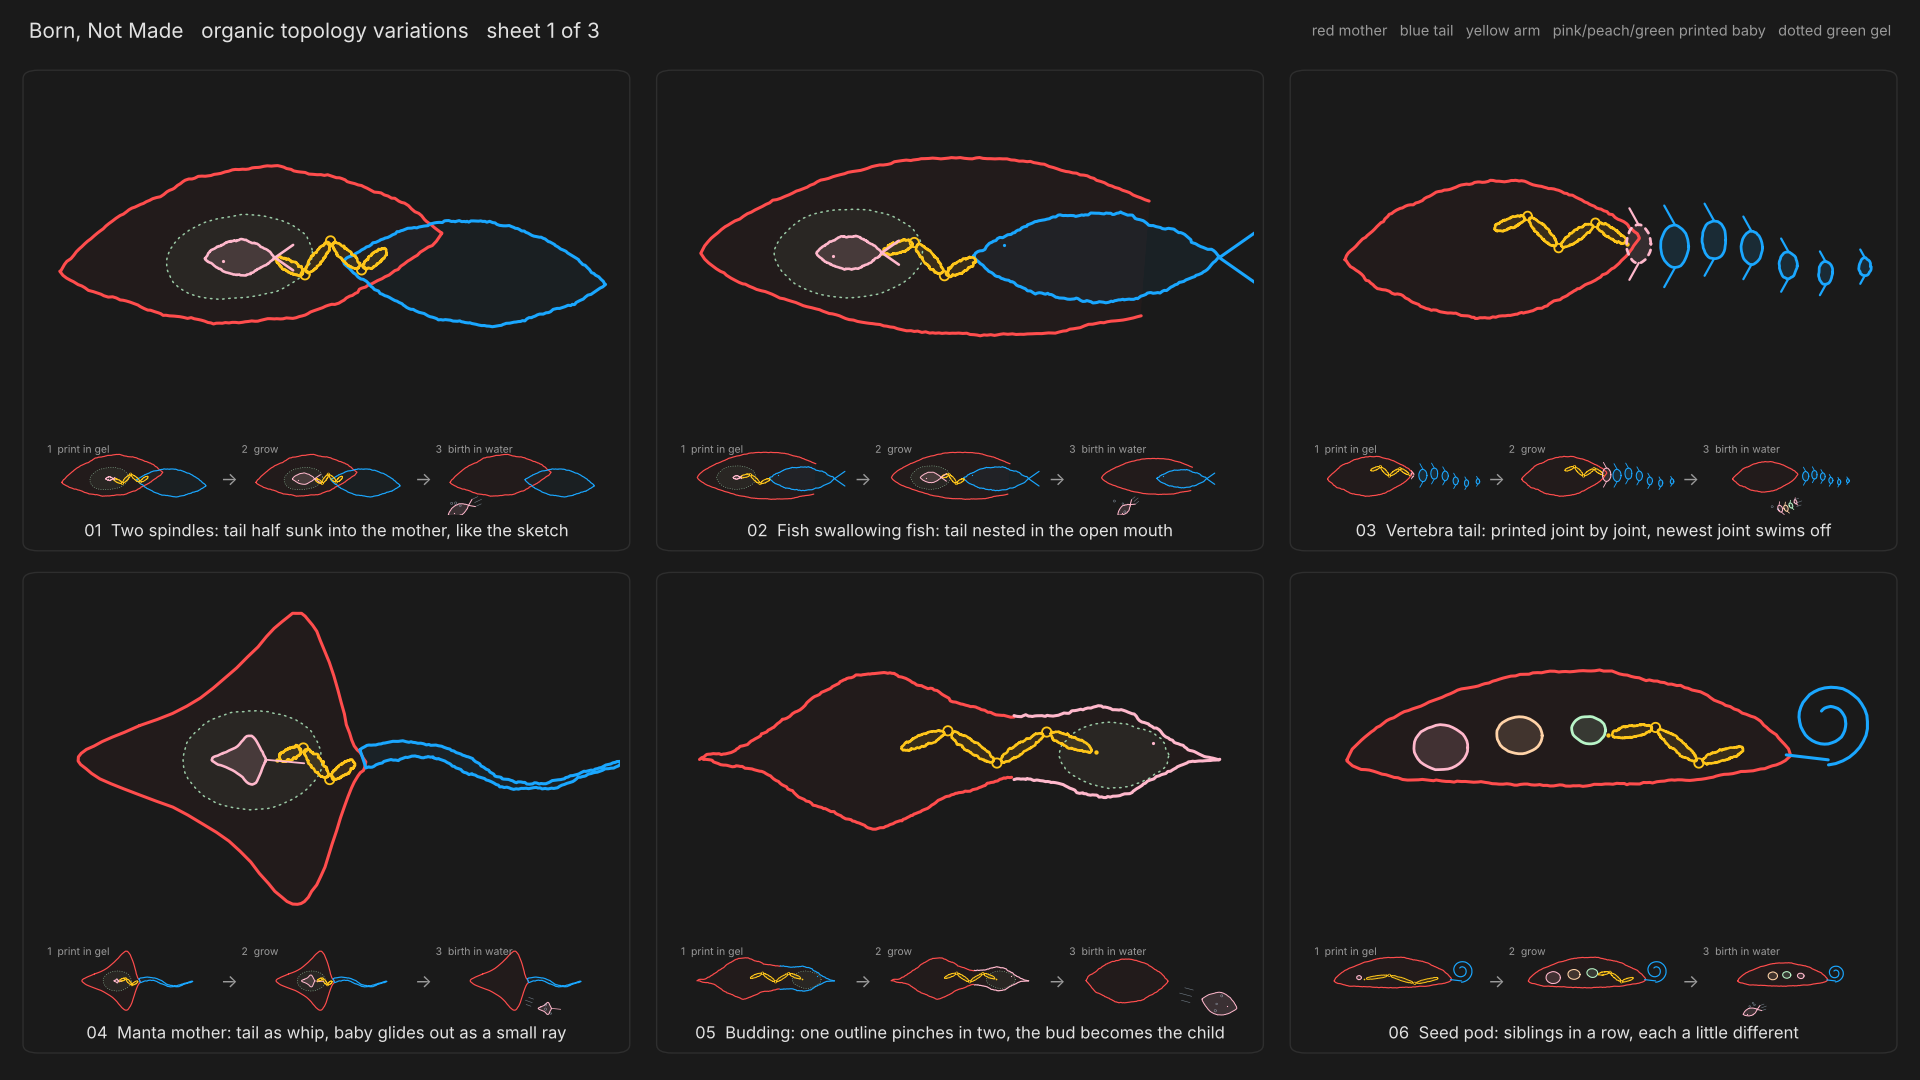 Born, Not Made organic topology variations sheet 1 of 3
red mother blue tail yellow arm pink/peach/green printed baby dotted green gel
1 print in gel 2 grow 3 birth in water
01 Two spindles: tail half sunk into the mother, like the sketch
1 print in gel 2 grow 3 birth in water
02 Fish swallowing fish: tail nested in the open mouth
1 print in gel 2 grow 3 birth in water
03 Vertebra tail: printed joint by joint, newest joint swims off
1 print in gel 2 grow 3 birth in water
04 Manta mother: tail as whip, baby glides out as a small ray
1 print in gel 2 grow 3 birth in water
05 Budding: one outline pinches in two, the bud becomes the child
1 print in gel 2 grow 3 birth in water
06 Seed pod: siblings in a row, each a little different